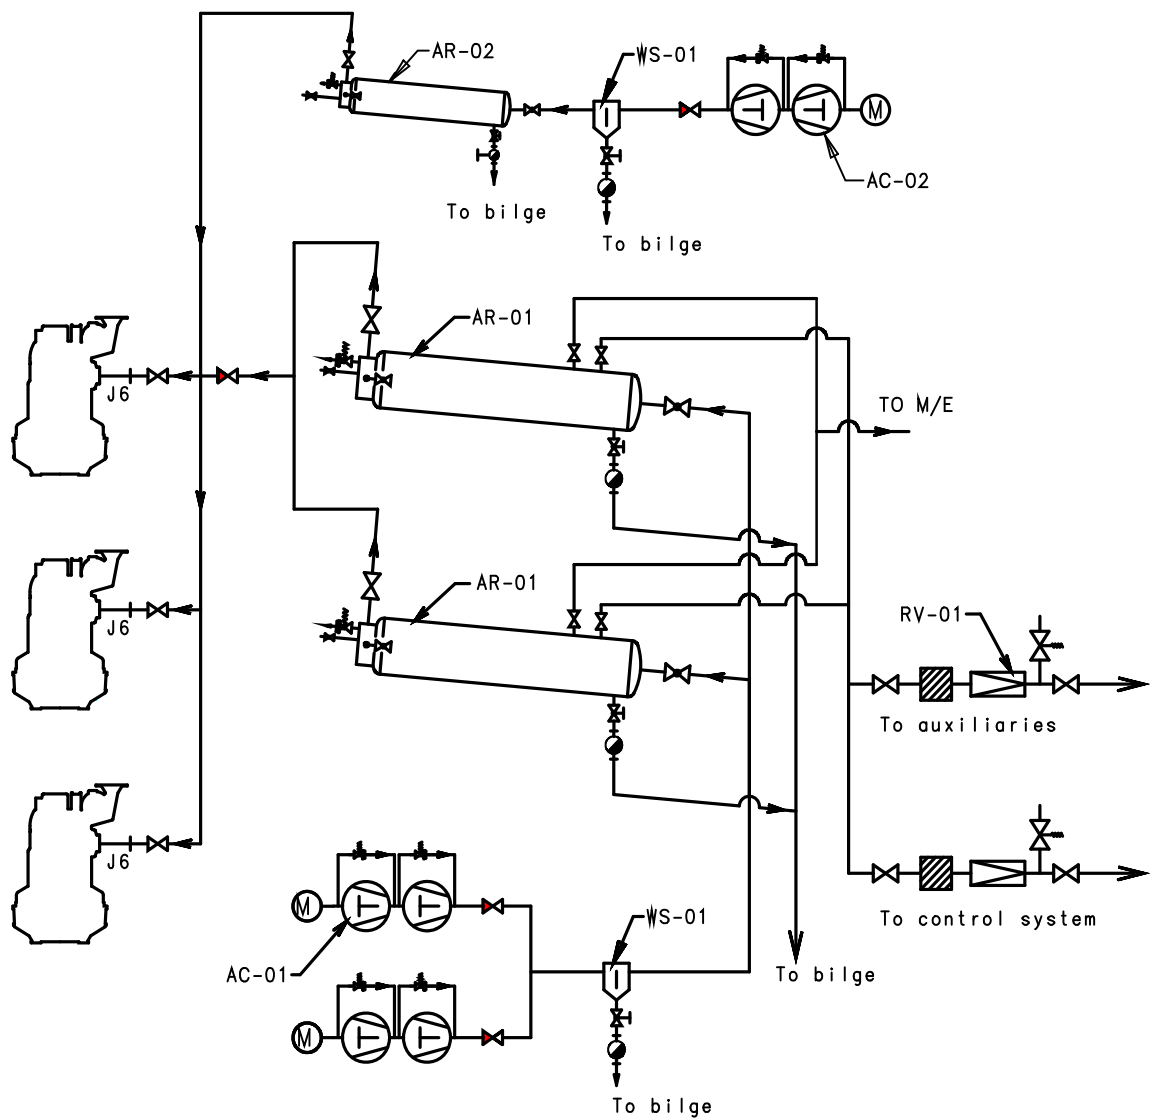 AR-02
WS-01
M
AC-02
To bilge
To bilge
AR-01
J6
TO M/E
AR-01
J6
RV-01
To auxiliaries
J6
M
To control system
WS-01
AC-01
To bilge
M
To bilge